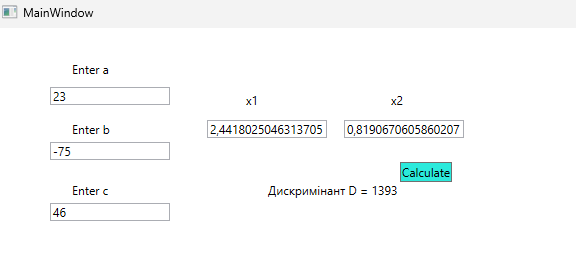 MainWindow
Enter a
23
x1
x2
2,4418025046313705
0,8190670605860207
Enter b
-75
Calculate
Enter c
Дискримінант D = 1393
46